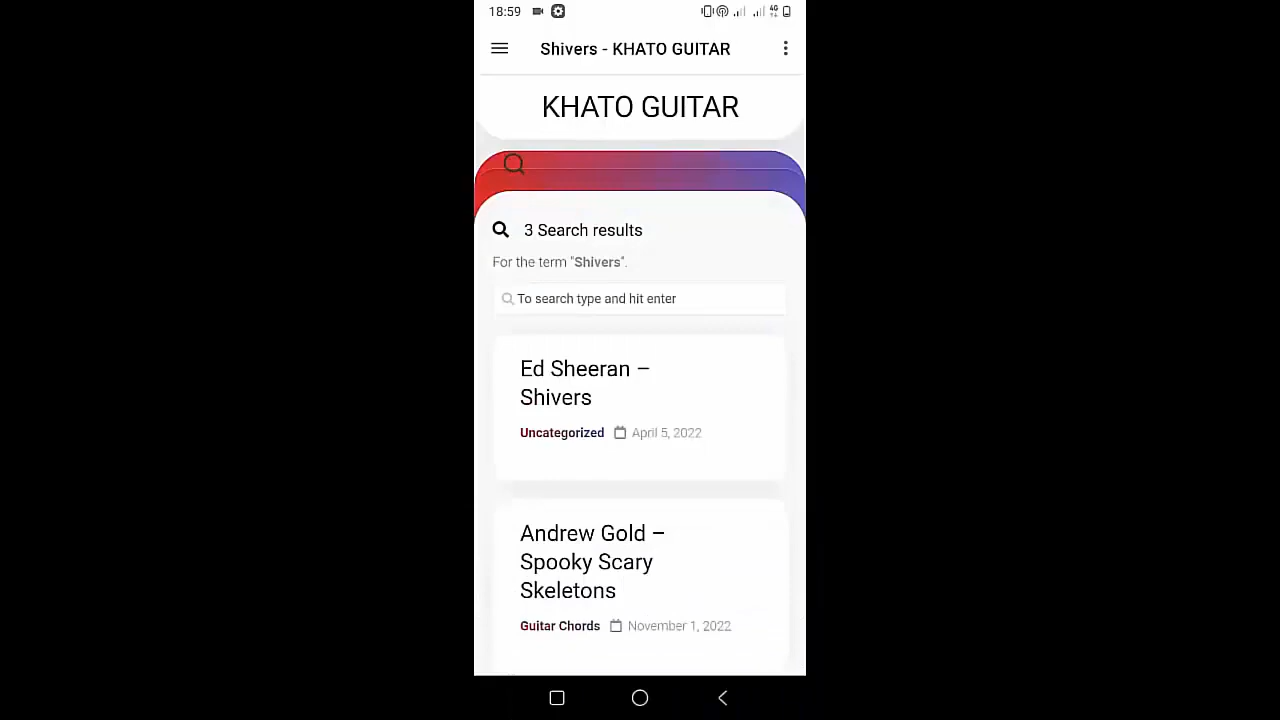 18:59
4G
Shivers - KHATO GUITAR
KHATO GUITAR
3 Search results
For the term "Shivers".
To search type and hit enter
Ed Sheeran –
Shivers
Uncategorized April 5, 2022
Andrew Gold –
Spooky Scary
Skeletons
Guitar Chords November 1, 2022